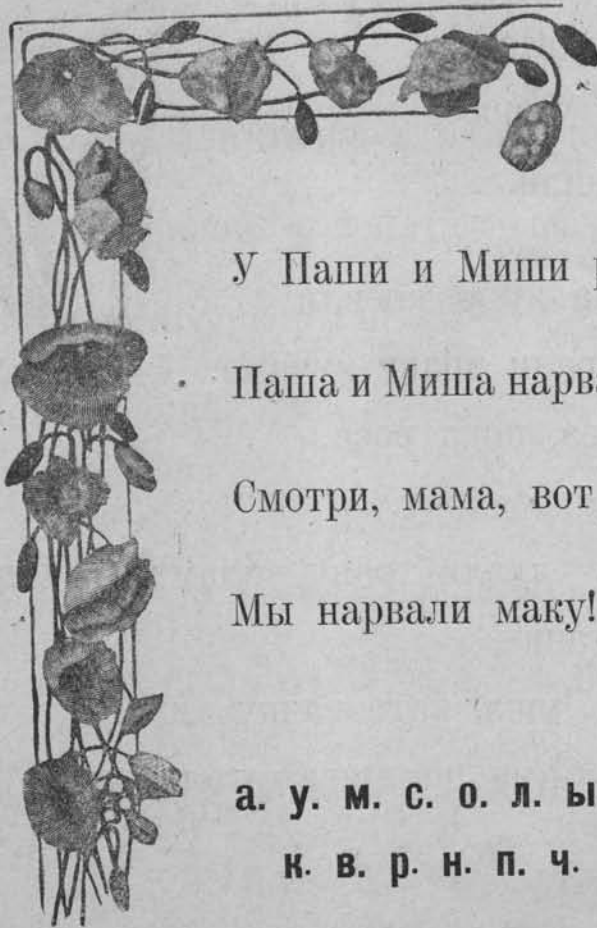 У Паши и Миши
Паша и Миша
Смотри, мама, вот
Мы нарвали маку!
а. у. м. с. о. л. ы
к. в. р. н. п. ч.